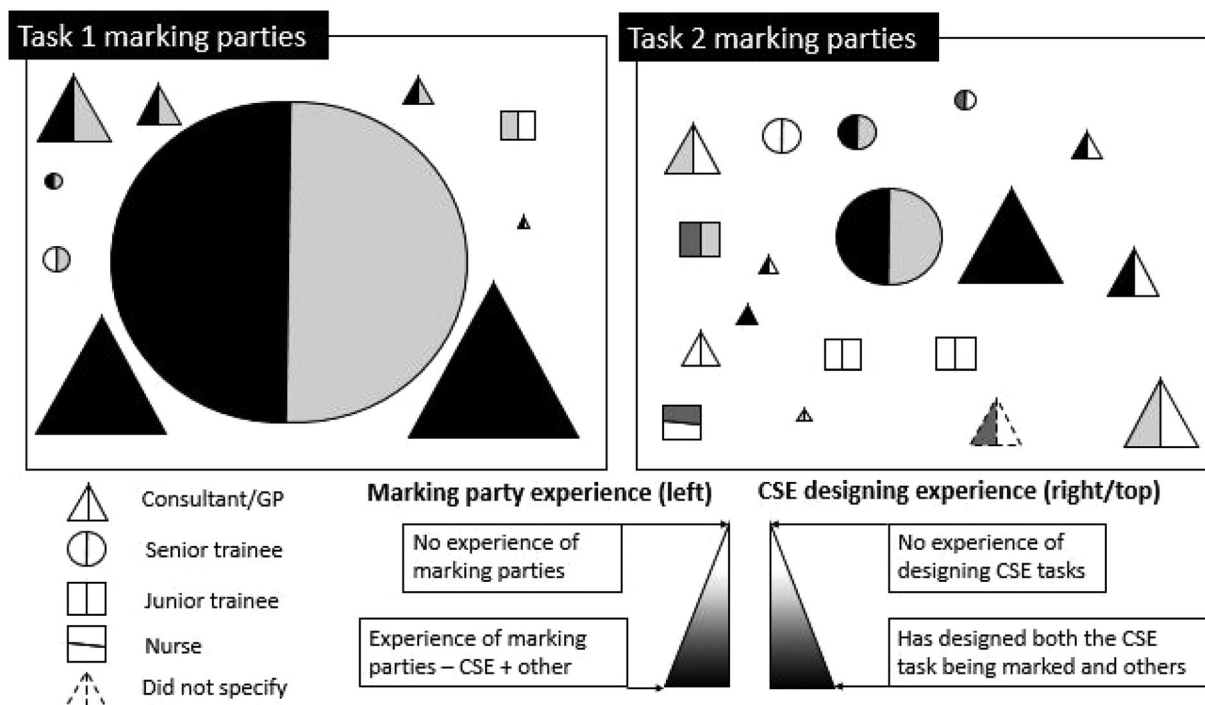 Task 1 marking parties
Task 2 marking parties
Consultant/GP
Senior trainee
Junior trainee
Nurse
Did not specify
Marking party experience (left)
No experience of
marking parties
Experience of marking
parties – CSE + other
CSE designing experience (right/top)
No experience of
designing CSE tasks
Has designed both the CSE
task being marked and others